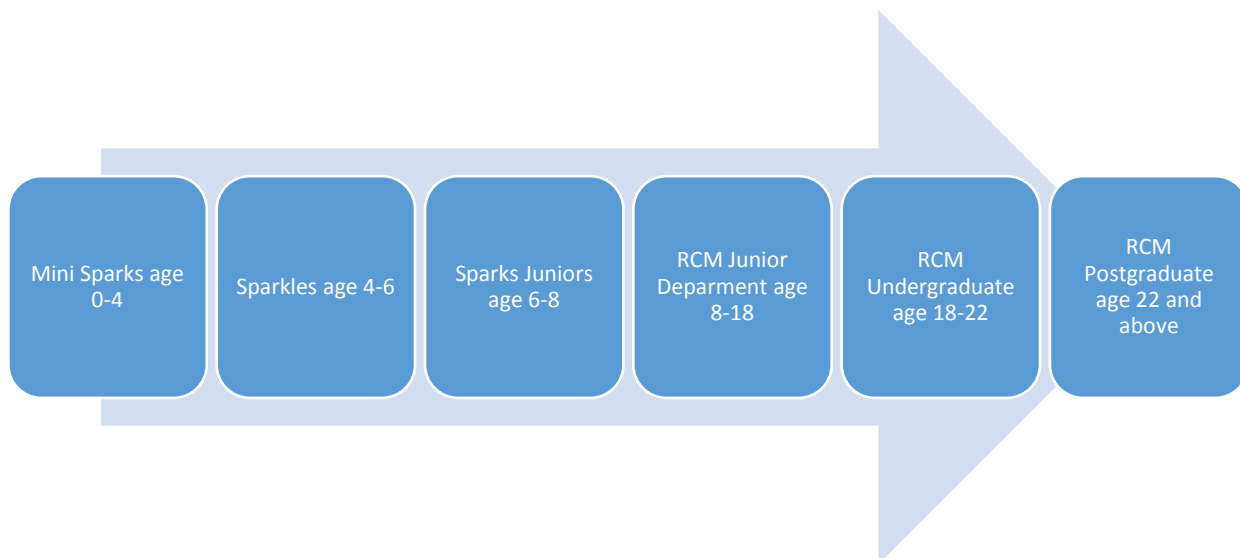 Mini Sparks age
0-4
Sparkles age 4-6
Sparks Juniors
age 6-8
RCM Junior
Deparment age
8-18
RCM
Undergraduate
age 18-22
RCM
Postgraduate
age 22 and
above